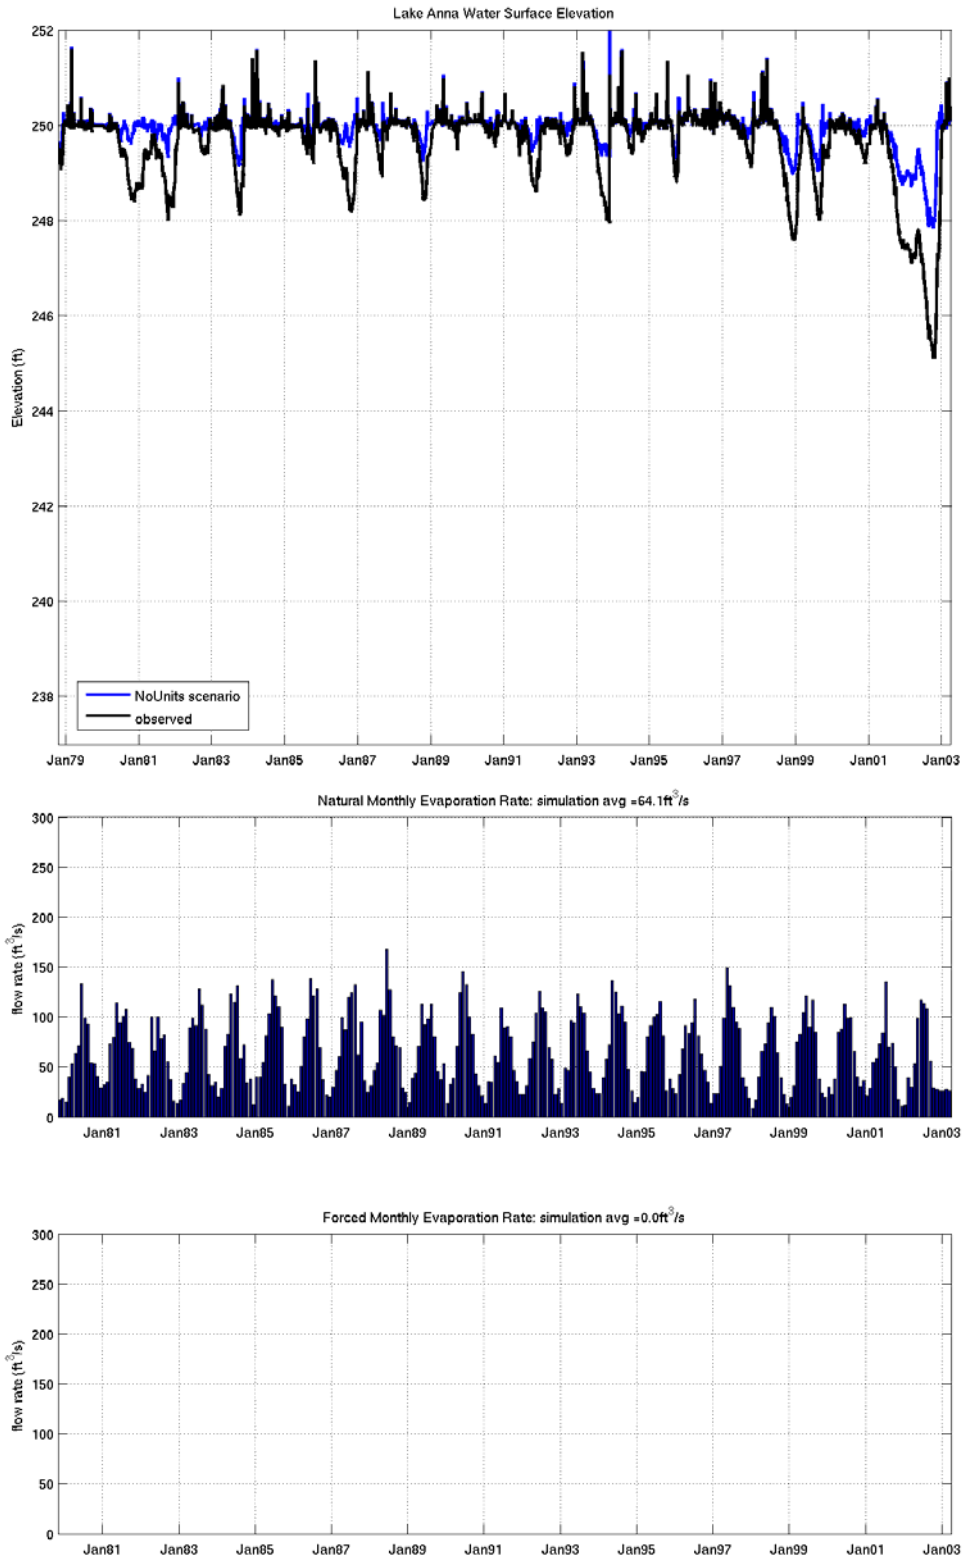 Lake Anna Water Surface Elevation
252
250
248
246
244
242
240
238
Elevation (ft)
NoUnits scenario
observed
Jan79 Jan81 Jan83 Jan85 Jan87 Jan89 Jan91 Jan93 Jan95 Jan97 Jan99 Jan01 Jan03
Natural Monthly Evaporation Rate: simulation avg =64.1ft³/s
300
250
200
150
100
50
0
flow rate (ft³/s)
Jan81 Jan83 Jan85 Jan87 Jan89 Jan91 Jan93 Jan95 Jan97 Jan99 Jan01 Jan03
Forced Monthly Evaporation Rate: simulation avg =0.0ft³/s
300
250
200
150
100
50
0
flow rate (ft³/s)
Jan81 Jan83 Jan85 Jan87 Jan89 Jan91 Jan93 Jan95 Jan97 Jan99 Jan01 Jan03